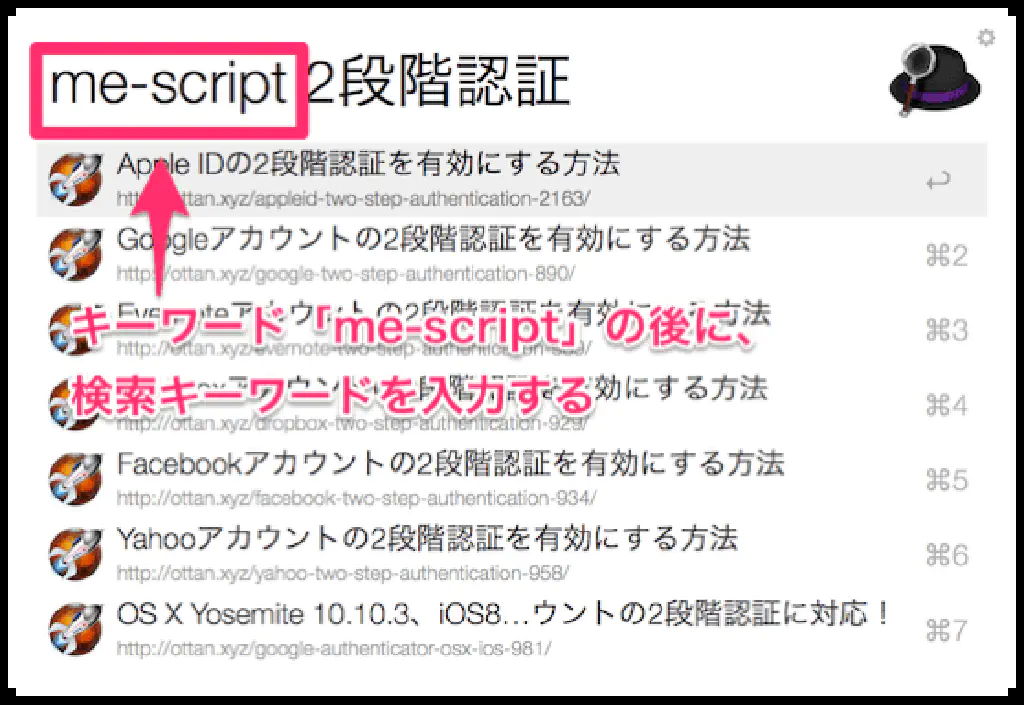 me-script 2段階認証
Apple IDの2段階認証を有効にする方法
http://ottan.xyz/appleid-two-step-authentication-2163/
Googleアカウントの2段階認証を有効にする方法
http://ottan.xyz/google-two-step-authentication-890/
⌘2
Evernoteアカウントの2段階認証を有効にする方法
キーワード「me-script」の後に、
⌘3
http://ottan.xyz/evernote-two-step-authentication
アカウントの2段階認証を有効にする方法
検索キーワードを入力する
⌘4
http://ottan.xyz/dropbox-two-step-authentication-929/
Facebookアカウントの2段階認証を有効にする方法
http://ottan.xyz/facebook-two-step-authentication-934/
⌘5
Yahooアカウントの2段階認証を有効にする方法
http://ottan.xyz/yahoo-two-step-authentication-958/
⌘6
OS X Yosemite 10.10.3、iOS8…ウントの2段階認証に対応！
http://ottan.xyz/google-authenticator-osx-ios-981/
⌘7